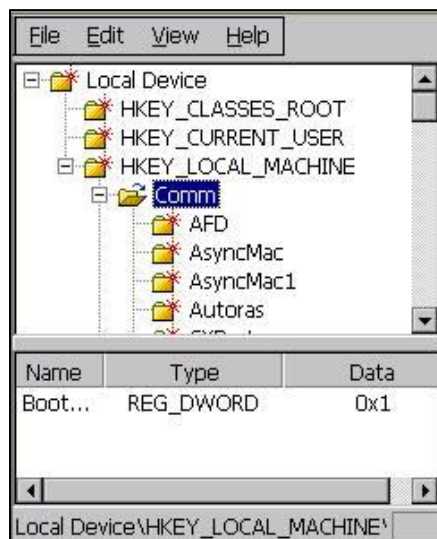 File Edit View Help
Local Device
HKEY_CLASSES_ROOT
HKEY_CURRENT_USER
HKEY_LOCAL_MACHINE
Comm
AFD
AsyncMac
AsyncMac1
Autoras
Name Type Data
Boot... REG_DWORD 0x1
Local Device\HKEY_LOCAL_MACHINE\